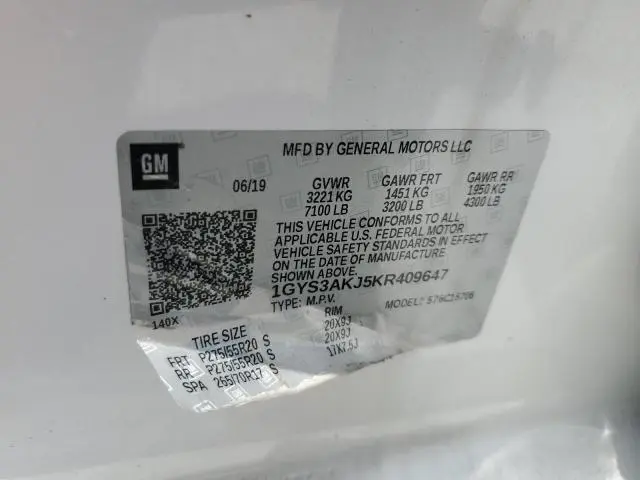 GM
MFD BY GENERAL MOTORS LLC
06/19 GVWR GAWR FRT GAWR RR
3221 KG 1451 KG 1950 KG
7100 LB 3200 LB 4300 LB
THIS VEHICLE CONFORMS TO ALL
APPLICABLE U.S. FEDERAL MOTOR
VEHICLE SAFETY STANDARDS IN EFFECT
ON THE DATE OF MANUFACTURE
SHOWN ABOVE.
1GYS3AKJ5KR409647
TYPE: M.P.V. MODEL:
140X
TIRE SIZE RIM
FRT P275/55R20 S 20X9J
RR P275/55R20 S 20X9J
SPA 265/70R17 S 17X7.5J